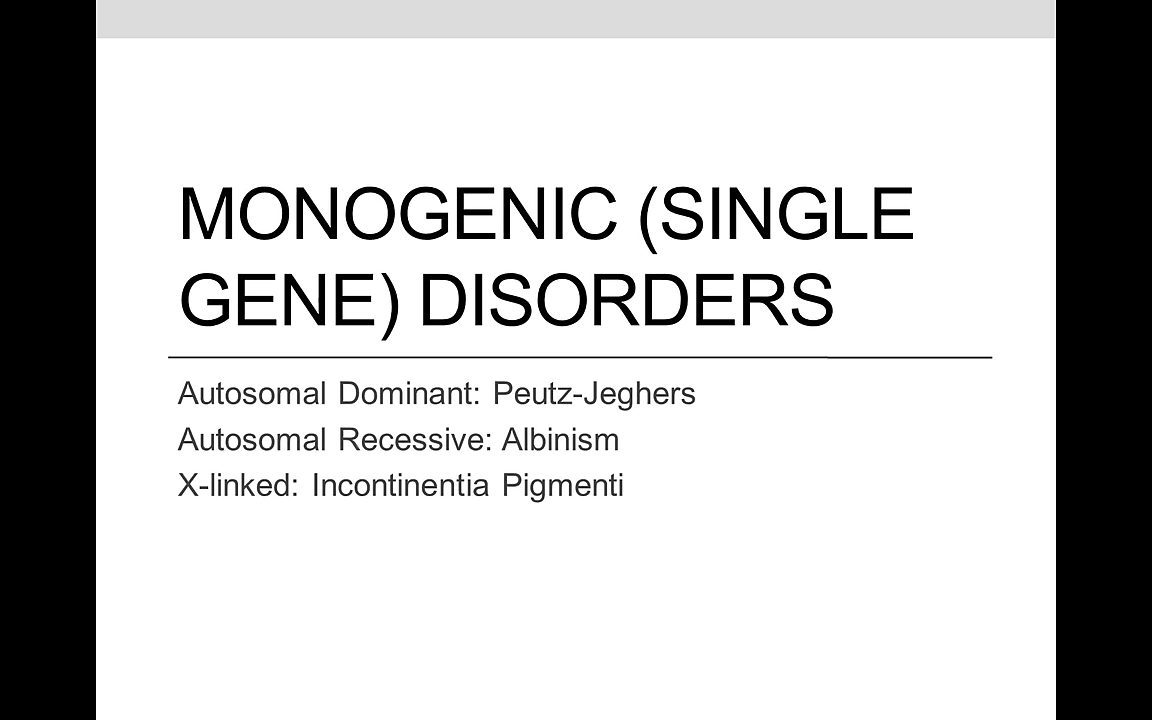 MONOGENIC (SINGLE
GENE) DISORDERS
Autosomal Dominant: Peutz-Jeghers
Autosomal Recessive: Albinism
X-linked: Incontinentia Pigmenti